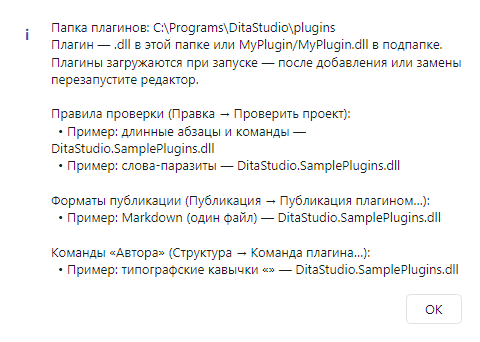 Папка плагинов: C:\Programs\DitaStudio\plugins
Плагин — .dll в этой папке или MyPlugin/MyPlugin.dll в подпапке.
Плагины загружаются при запуске — после добавления или замены
перезапустите редактор.
Правила проверки (Правка → Проверить проект):
• Пример: длинные абзацы и команды —
DitaStudio.SamplePlugins.dll
• Пример: слова-паразиты — DitaStudio.SamplePlugins.dll
Форматы публикации (Публикация → Публикация плагином...):
• Пример: Markdown (один файл) — DitaStudio.SamplePlugins.dll
Команды «Автора» (Структура → Команда плагина...):
• Пример: типографские кавычки «» — DitaStudio.SamplePlugins.dll
OK